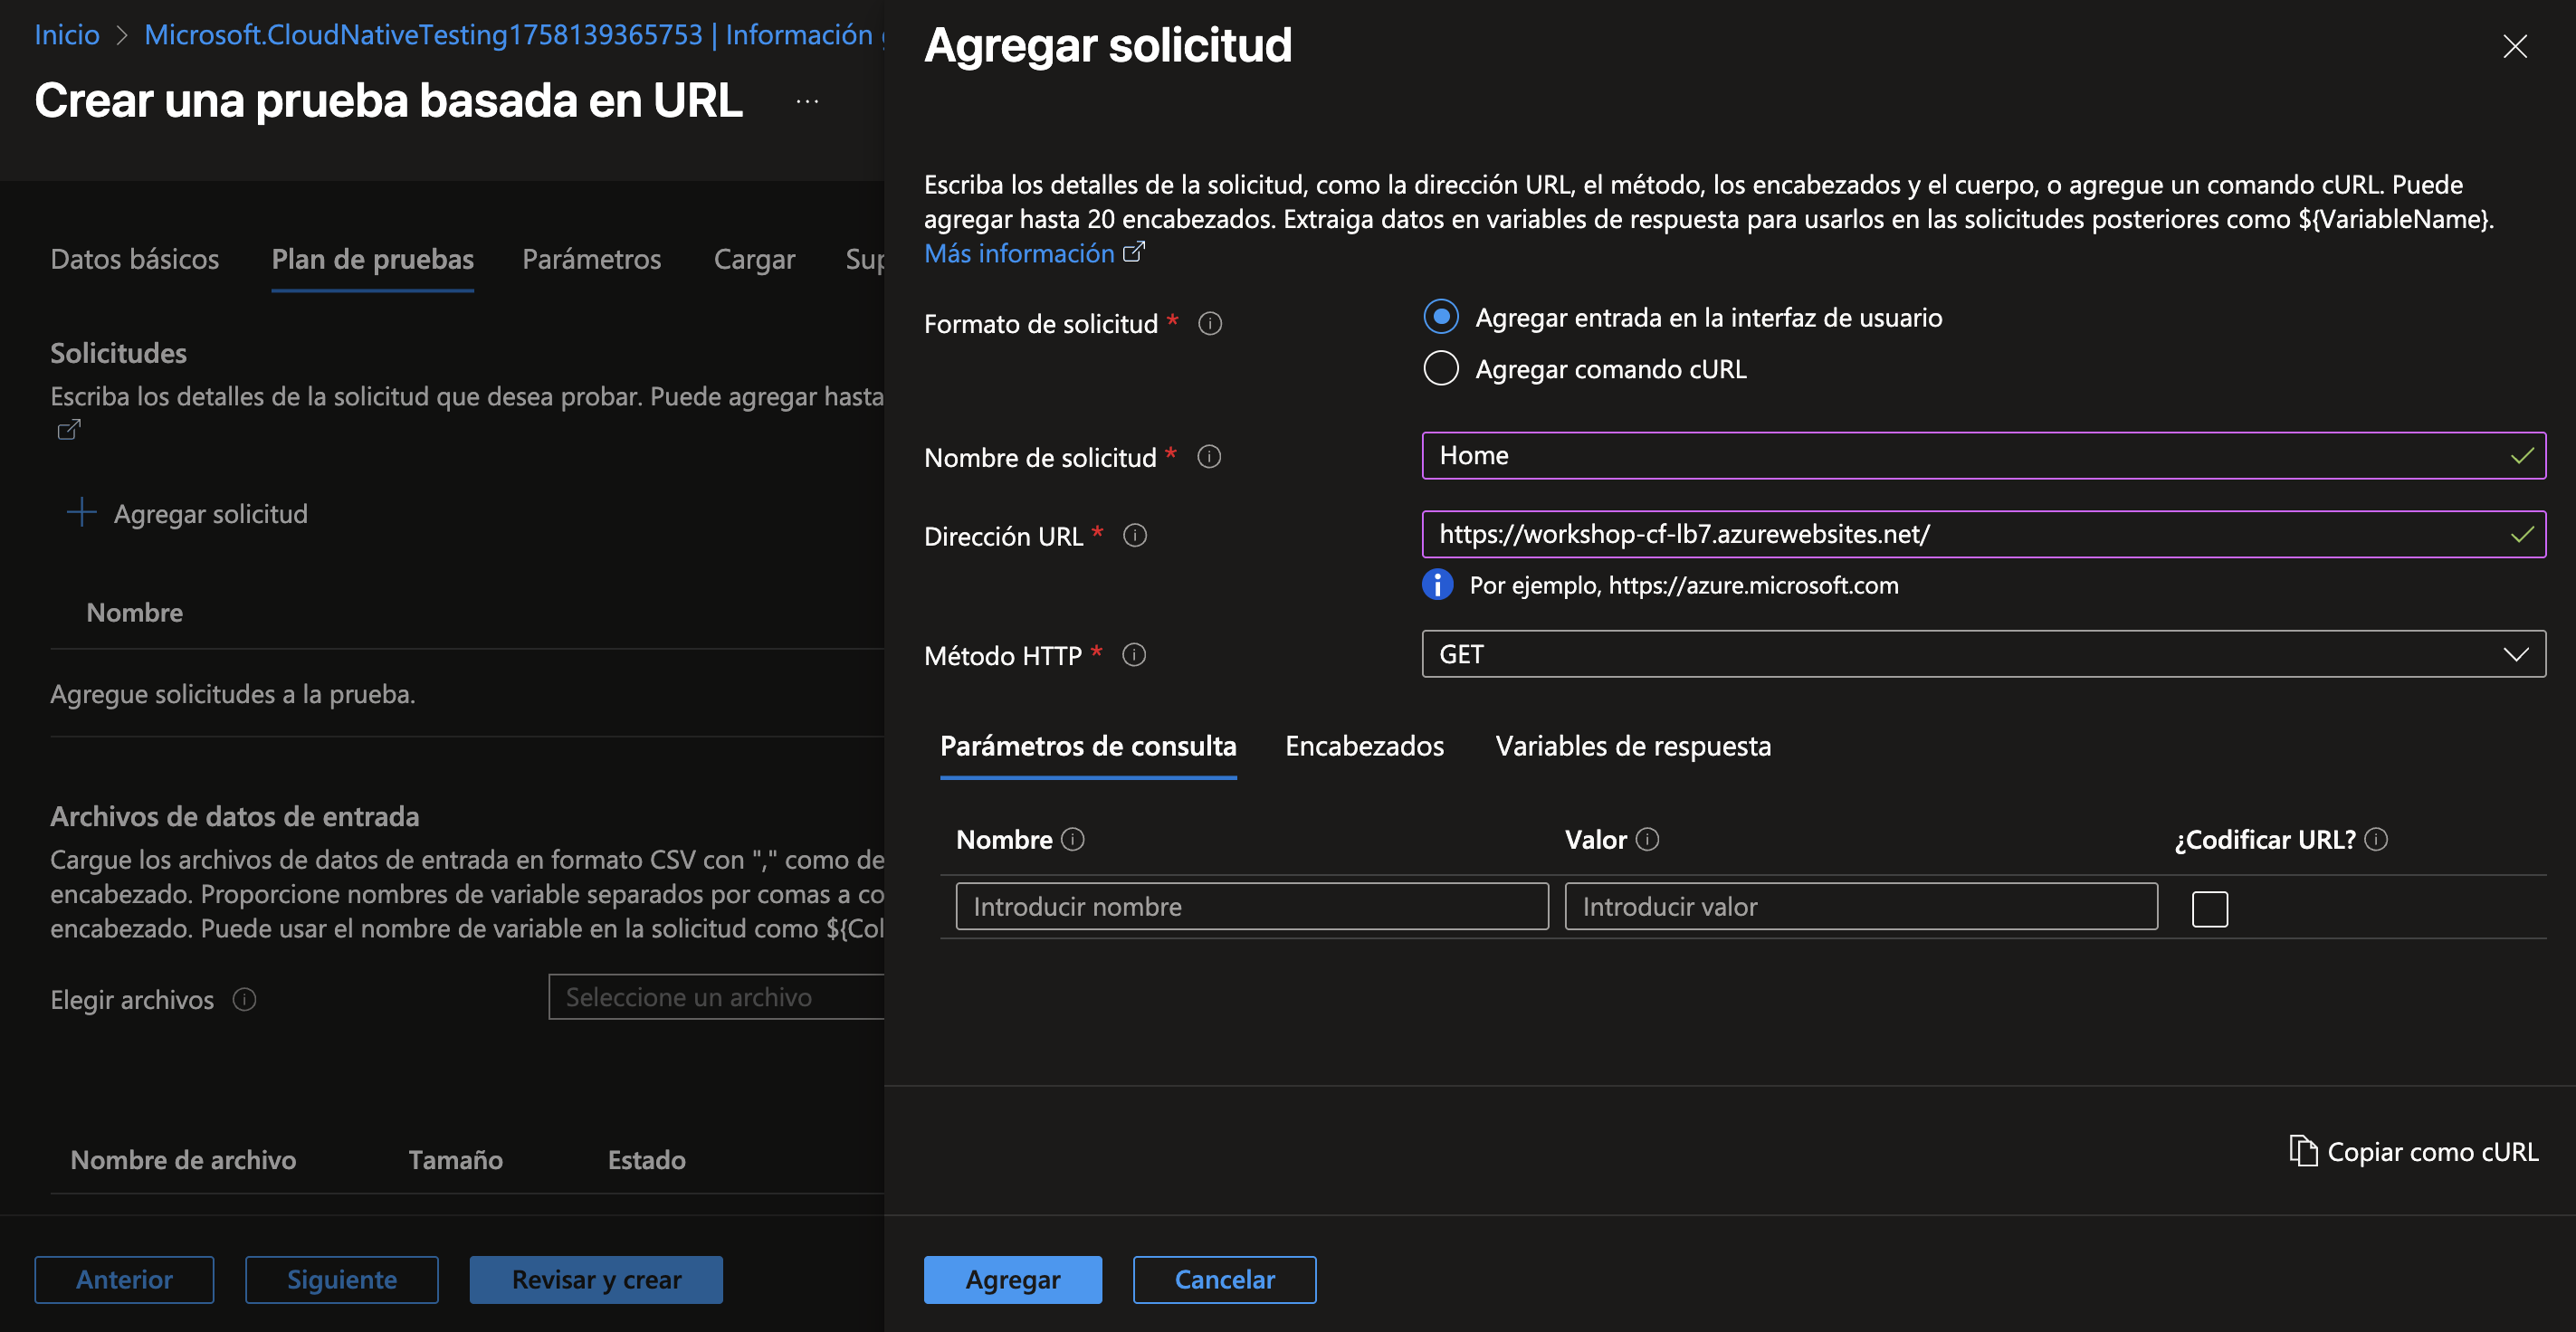 Inicio > Microsoft.CloudNativeTesting1758139365753 | Información
Crear una prueba basada en URL ...
Datos básicos Plan de pruebas Parámetros Cargar
Solicitudes
Escriba los detalles de la solicitud que desea probar. Puede agregar hasta
+ Agregar solicitud
Nombre
Agregue solicitudes a la prueba.
Archivos de datos de entrada
Cargue los archivos de datos de entrada en formato CSV con "," como de
encabezado. Proporcione nombres de variable separados por comas a co
encabezado. Puede usar el nombre de variable en la solicitud como ${Col
Elegir archivos Seleccione un archivo
Nombre de archivo Tamaño Estado
Anterior Siguiente Revisar y crear
Agregar solicitud
Escriba los detalles de la solicitud, como la dirección URL, el método, los encabezados y el cuerpo, o agregue un comando cURL. Puede
agregar hasta 20 encabezados. Extraiga datos en variables de respuesta para usarlos en las solicitudes posteriores como ${VariableName}.
Más información
Formato de solicitud * Agregar entrada en la interfaz de usuario
Agregar comando cURL
Nombre de solicitud * Home
Dirección URL * https://workshop-cf-lb7.azurewebsites.net/
Por ejemplo, https://azure.microsoft.com
Método HTTP * GET
Parámetros de consulta Encabezados Variables de respuesta
Nombre Valor ¿Codificar URL?
Introducir nombre Introducir valor
Copiar como cURL
Agregar Cancelar